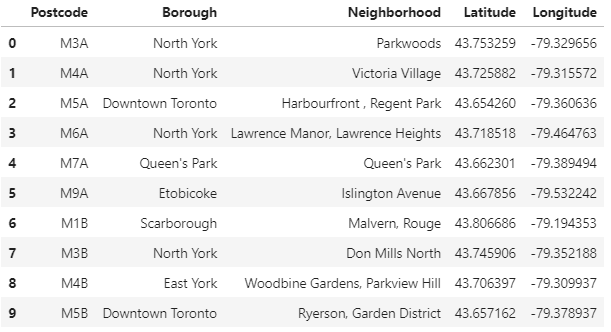 Postcode Borough Neighborhood Latitude Longitude
0 M3A North York Parkwoods 43.753259 -79.329656
1 M4A North York Victoria Village 43.725882 -79.315572
2 M5A Downtown Toronto Harbourfront , Regent Park 43.654260 -79.360636
3 M6A North York Lawrence Manor, Lawrence Heights 43.718518 -79.464763
4 M7A Queen's Park Queen's Park 43.662301 -79.389494
5 M9A Etobicoke Islington Avenue 43.667856 -79.532242
6 M1B Scarborough Malvern, Rouge 43.806686 -79.194353
7 M3B North York Don Mills North 43.745906 -79.352188
8 M4B East York Woodbine Gardens, Parkview Hill 43.706397 -79.309937
9 M5B Downtown Toronto Ryerson, Garden District 43.657162 -79.378937